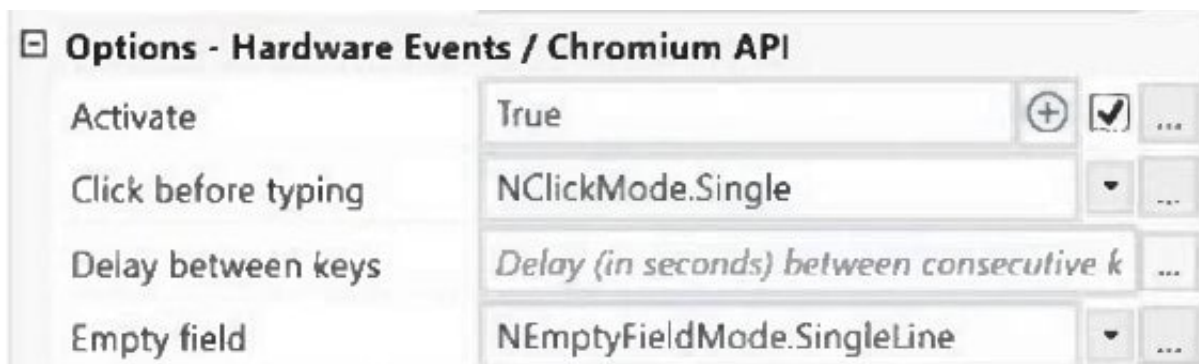 Options - Hardware Events / Chromium API
Activate True ...
Click before typing NClickMode.Single ...
Delay between keys Delay (in seconds) between consecutive k ...
Empty field NEmptyFieldMode.SingleLine ...